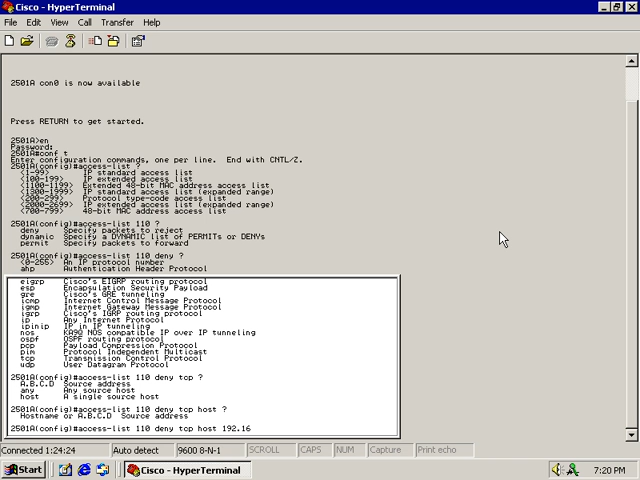 Cisco - HyperTerminal
File Edit View Call Transfer Help
2501A con0 is now available
Press RETURN to get started.
2501A>en
Password:
2501A#conf t
Enter configuration commands, one per line. End with CNTL/Z.
2501A(config)#access-list ?
<1-99> IP standard access list
<100-199> IP extended access list
<1100-1199> Extended 48-bit MAC address access list
<1300-1999> IP standard access list (expanded range)
<200-299> Protocol type-code access list
<2000-2699> IP extended access list (expanded range)
<700-799> 48-bit MAC address access list
2501A(config)#access-list 110 ?
deny Specify packets to reject
dynamic Specify a DYNAMIC list of PERMITs or DENYs
permit Specify packets to forward
2501A(config)#access-list 110 deny ?
<0-255> An IP protocol number
ahp Authentication Header Protocol
eigrp Cisco's EIGRP routing protocol
esp Encapsulation Security Payload
gre Cisco's GRE tunneling
icmp Internet Control Message Protocol
igmp Internet Gateway Message Protocol
igrp Cisco's IGRP routing protocol
ip Any Internet Protocol
ipinip IP in IP tunneling
nos KA9Q NOS compatible IP over IP tunneling
ospf OSPF routing protocol
pcp Payload Compression Protocol
pim Protocol Independent Multicast
tcp Transmission Control Protocol
udp User Datagram Protocol
2501A(config)#access-list 110 deny tcp ?
A.B.C.D Source address
any Any source host
host A single source host
2501A(config)#access-list 110 deny tcp host ?
Hostname or A.B.C.D Source address
2501A(config)#access-list 110 deny tcp host 192.16
Connected 1:24:24 Auto detect 9600 8-N-1 SCROLL CAPS NUM Capture Print echo
Start Cisco - HyperTerminal 7:20 PM